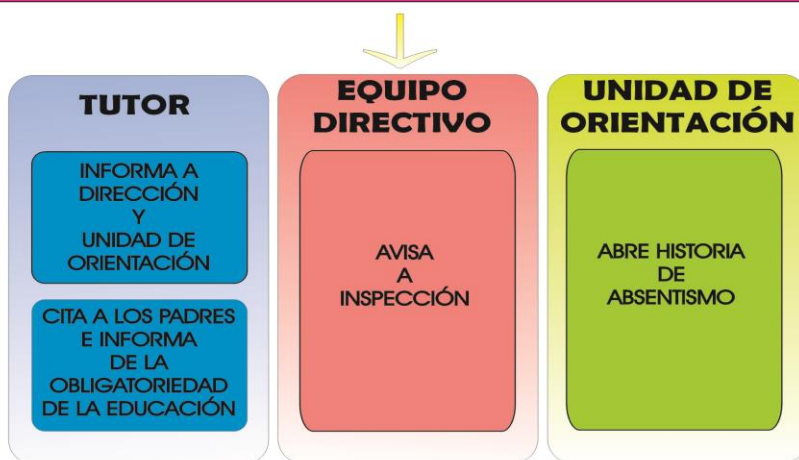 TUTOR
INFORMA A
DIRECCIÓN
Y
UNIDAD DE
ORIENTACIÓN
CITA A LOS PADRES
E INFORMA
DE LA
OBLIGATORIEDAD
DE LA EDUCACIÓN
EQUIPO
DIRECTIVO
AVISA
A
INSPECCIÓN
UNIDAD DE
ORIENTACIÓN
ABRE HISTORIA
DE
ABSENTISMO